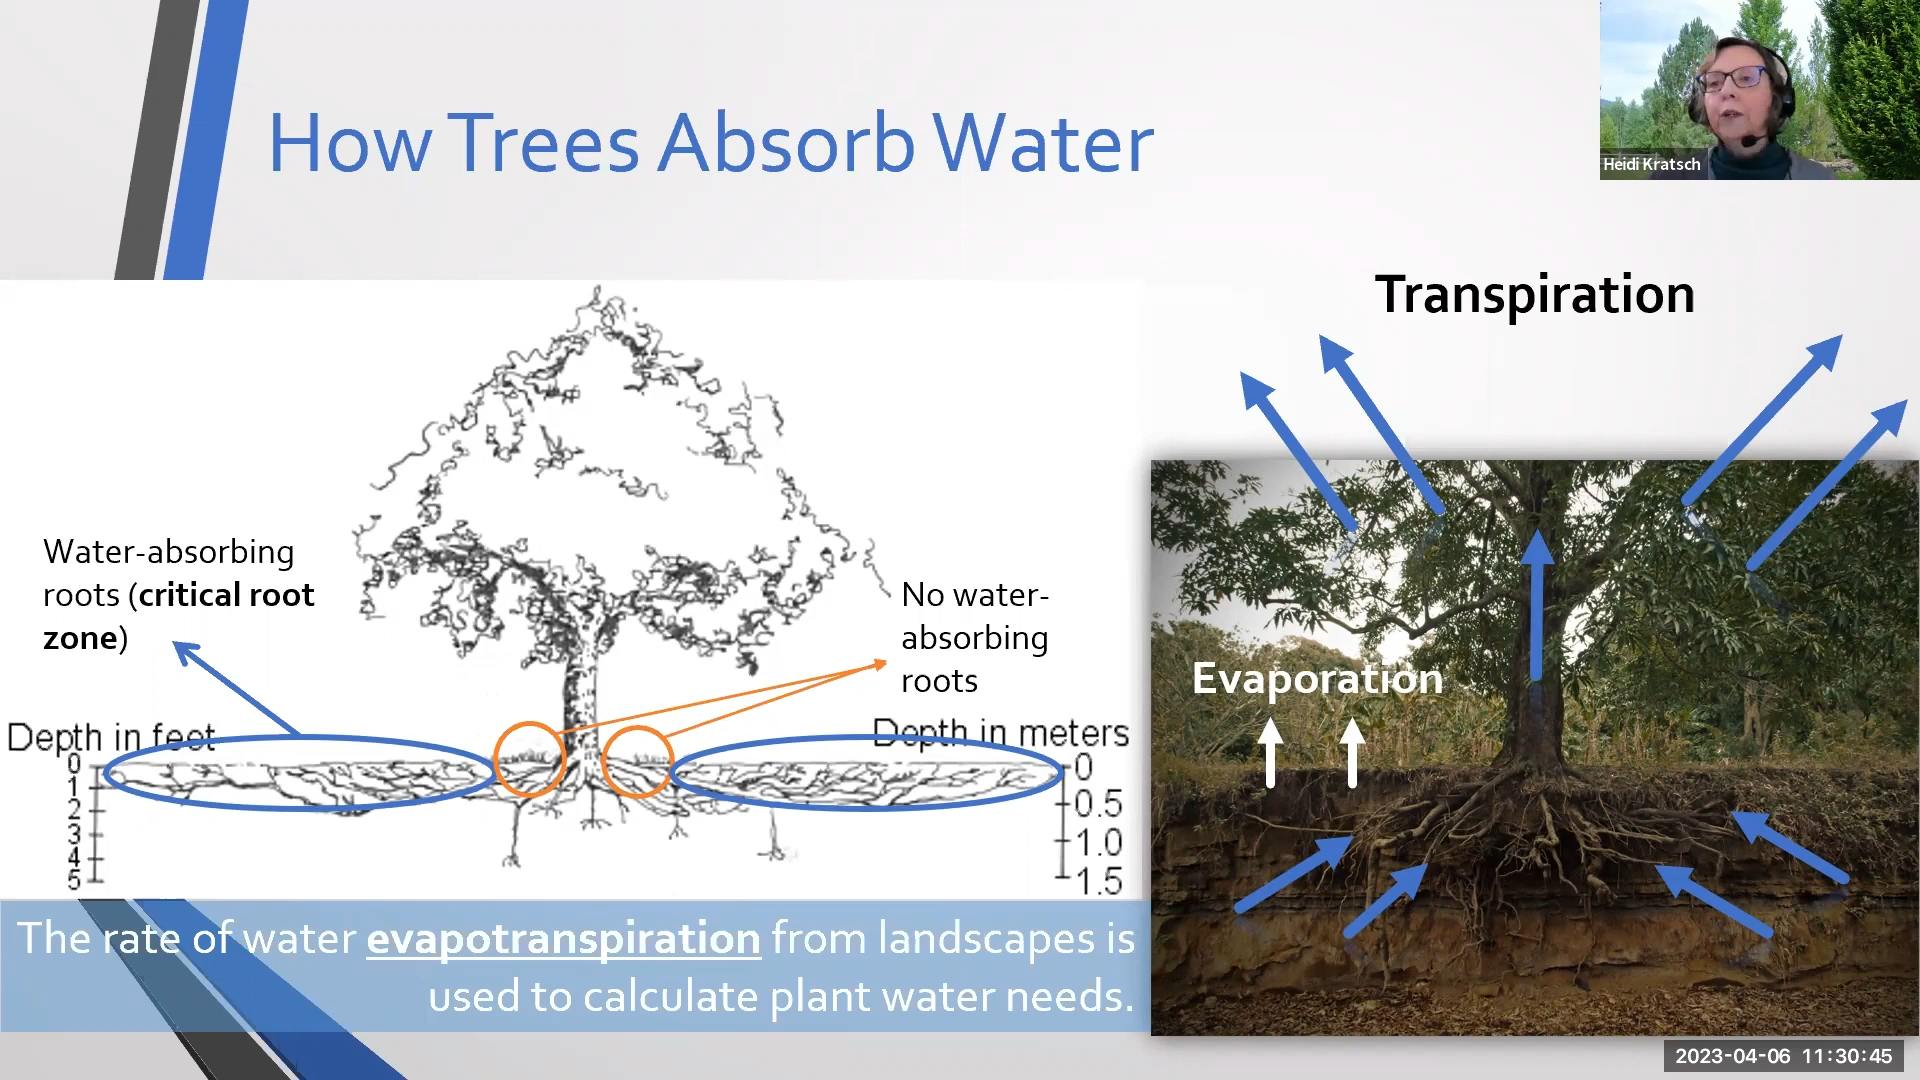 How Trees Absorb Water
Heidi Kratsch
Transpiration
Water-absorbing
roots (critical root
zone)
No water-
absorbing
roots
Evaporation
Depth in feet
0
1
2
3
4
5
Depth in meters
0
0.5
1.0
1.5
The rate of water evapotranspiration from landscapes is
used to calculate plant water needs.
2023-04-06 11:30:45